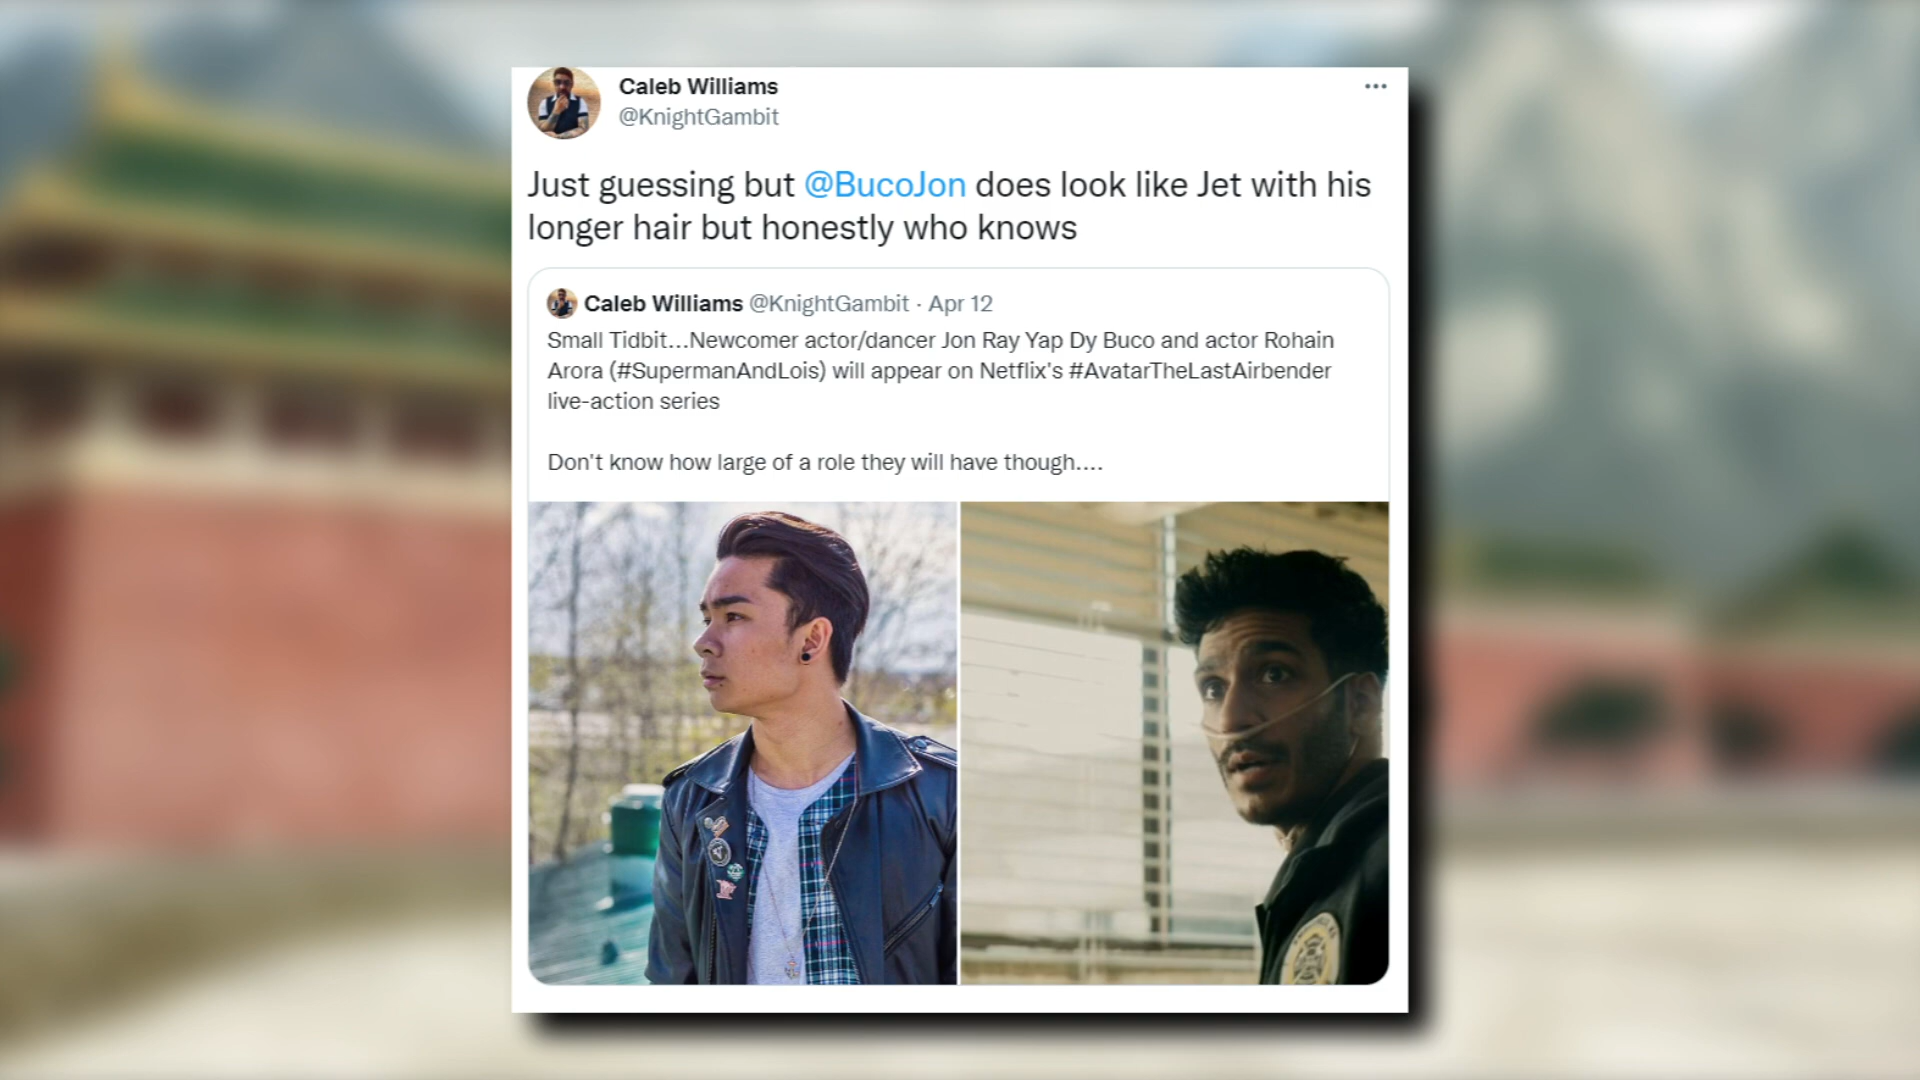 Caleb Williams
@KnightGambit
Just guessing but @BucoJon does look like Jet with his
longer hair but honestly who knows
Caleb Williams @KnightGambit · Apr 12
Small Tidbit...Newcomer actor/dancer Jon Ray Yap Dy Buco and actor Rohain
Arora (#SupermanAndLois) will appear on Netflix's #AvatarTheLastAirbender
live-action series
Don't know how large of a role they will have though....